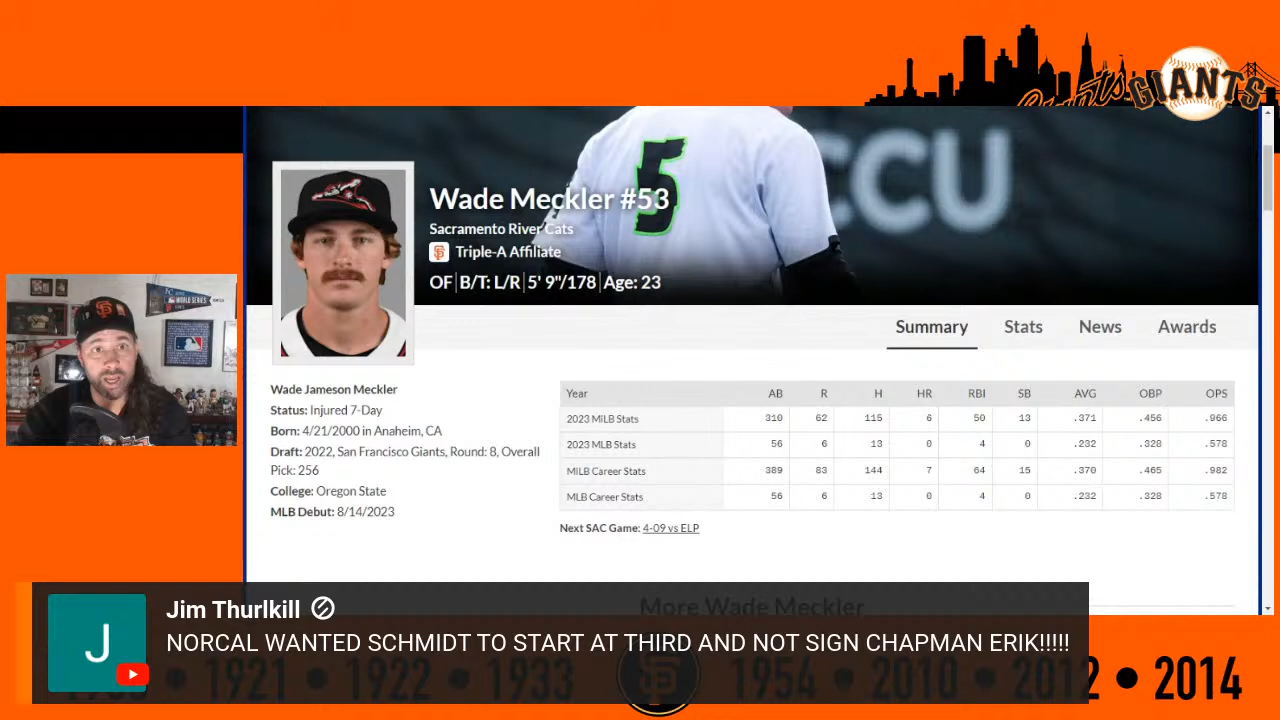 Giants
GIANTS
5
CCU
Wade Meckler #53
Sacramento River Cats
Triple-A Affiliate
OF | B/T: L/R | 5' 9"/178 | Age: 23
WORLD SERIES
Summary Stats News Awards
Wade Jameson Meckler
Status: Injured 7-Day
Born: 4/21/2000 in Anaheim, CA
Draft: 2022, San Francisco Giants, Round: 8, Overall
Pick: 256
College: Oregon State
MLB Debut: 8/14/2023
Year AB R H HR RBI SB AVG OBP OPS
2023 MiLB Stats 310 62 115 6 50 13 .371 .456 .966
2023 MLB Stats 56 6 13 0 4 0 .232 .328 .578
MiLB Career Stats 389 83 144 7 64 15 .370 .465 .982
MLB Career Stats 56 6 13 0 4 0 .232 .328 .578
Next SAC Game: 4-09 vs ELP
More Wade Meckler
J
Jim Thurlkill
NORCAL WANTED SCHMIDT TO START AT THIRD AND NOT SIGN CHAPMAN ERIK!!!!!
• 1921 • 1922 • 1933 SF 1954 • 2010 • 2012 • 2014